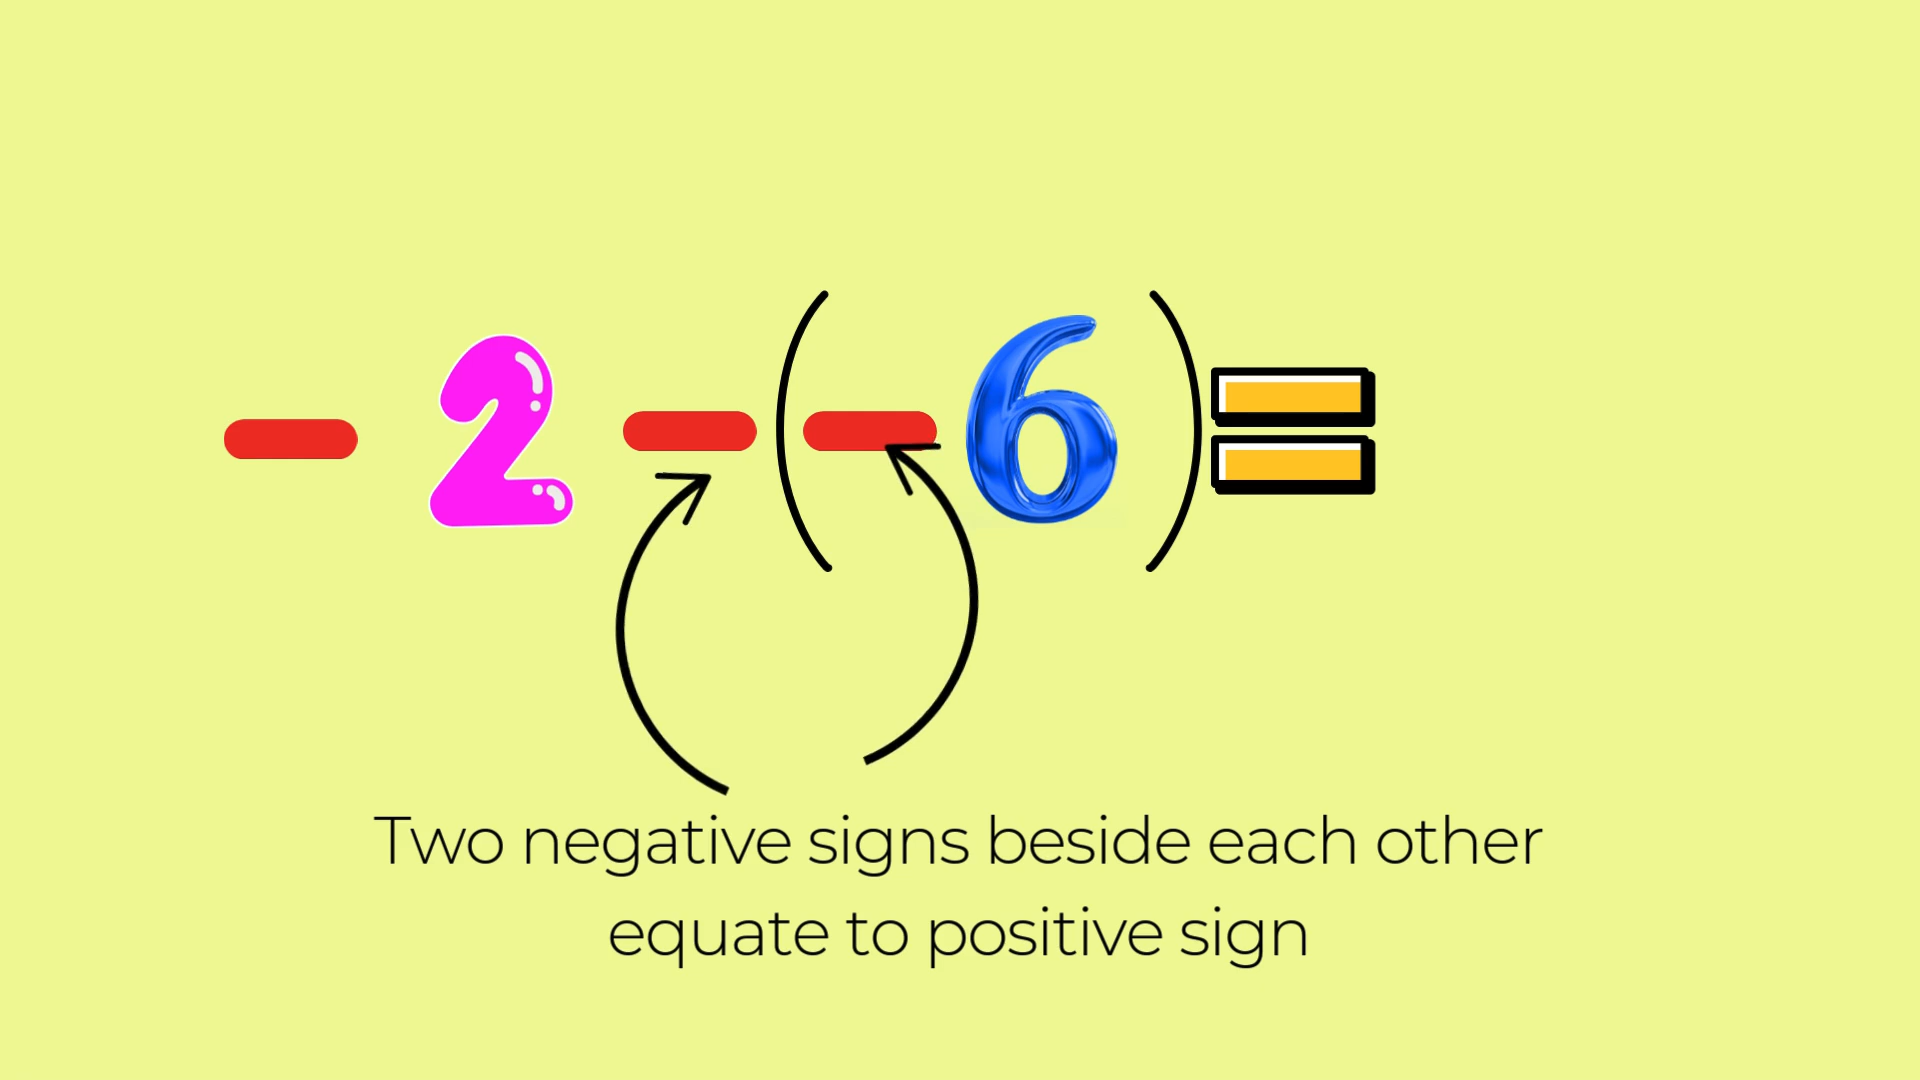 - 2 - (- 6) =
Two negative signs beside each other
equate to positive sign